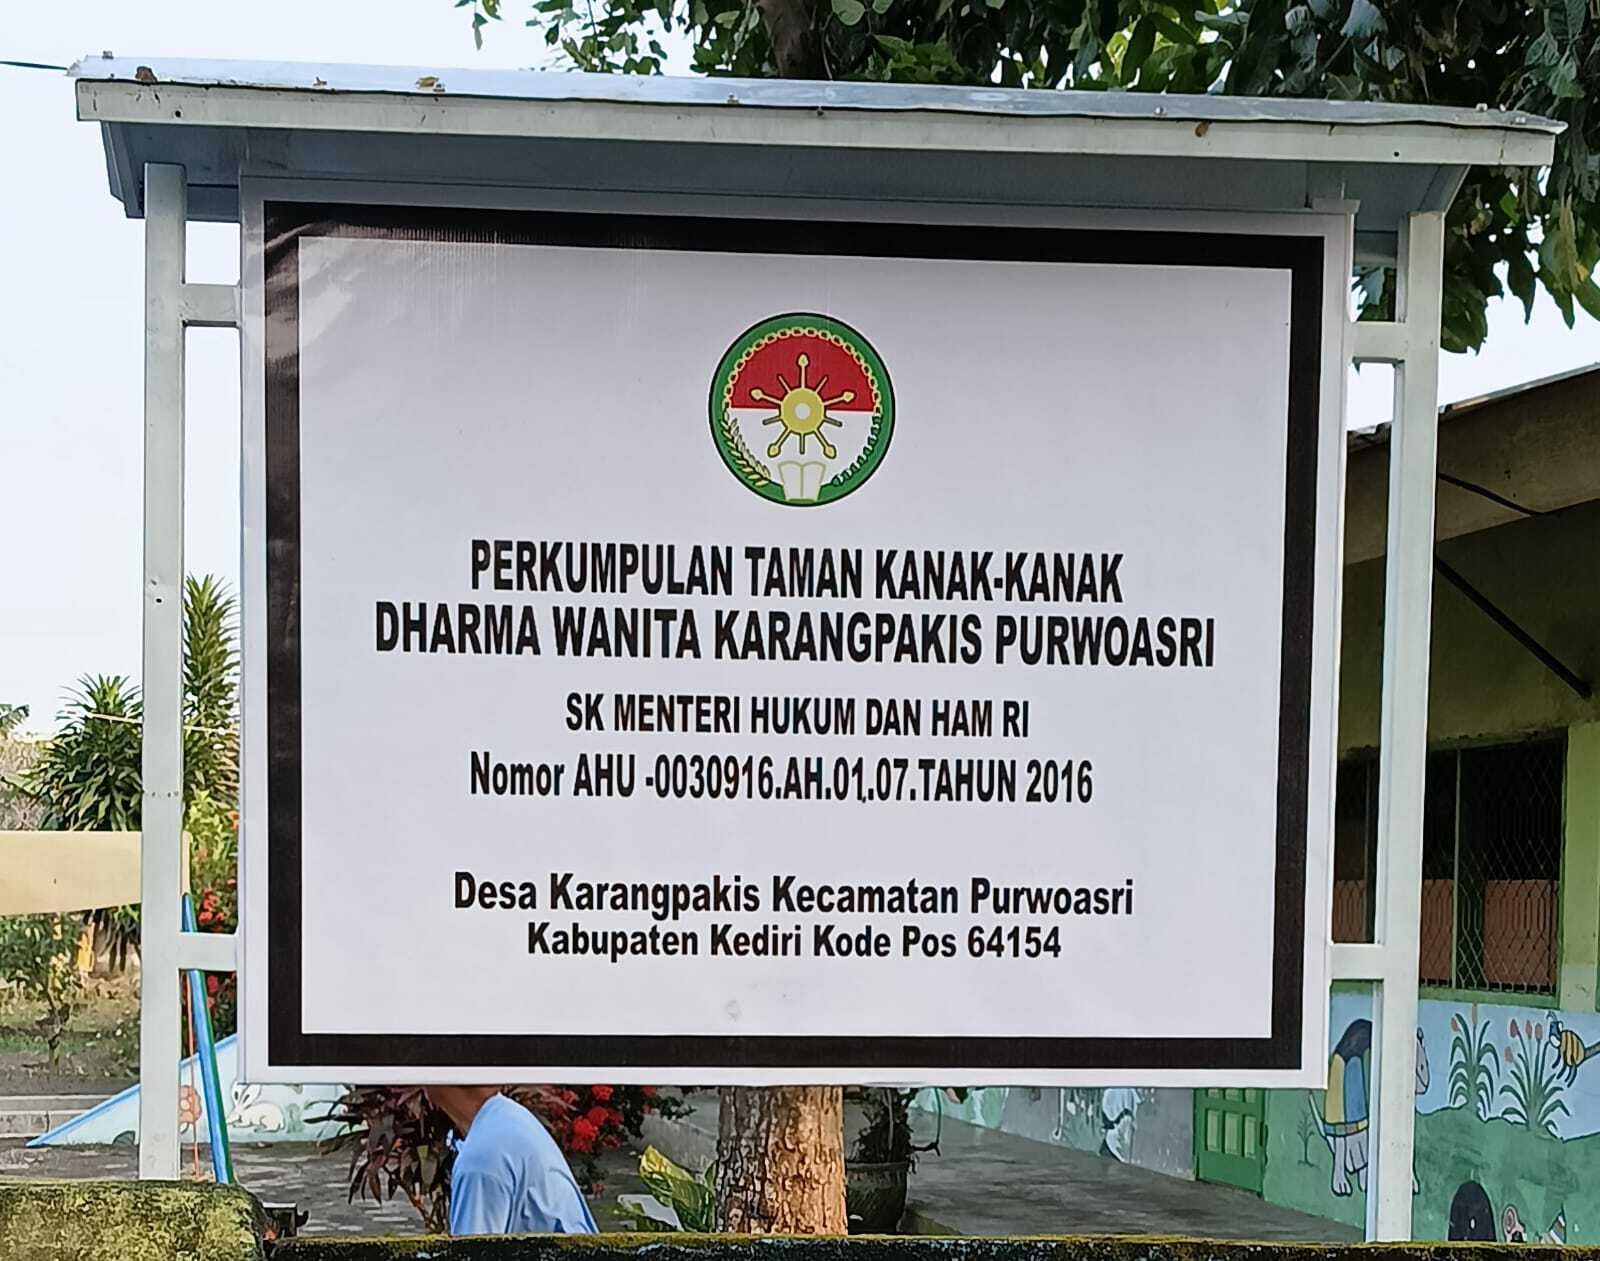 PERKUMPULAN TAMAN KANAK-KANAK
DHARMA WANITA KARANGPAKIS PURWOASRI
SK MENTERI HUKUM DAN HAM RI
Nomor AHU -0030916.AH.01,.07.TAHUN 2016
Desa Karangpakis Kecamatan Purwoasri
Kabupaten Kediri Kode Pos 64154